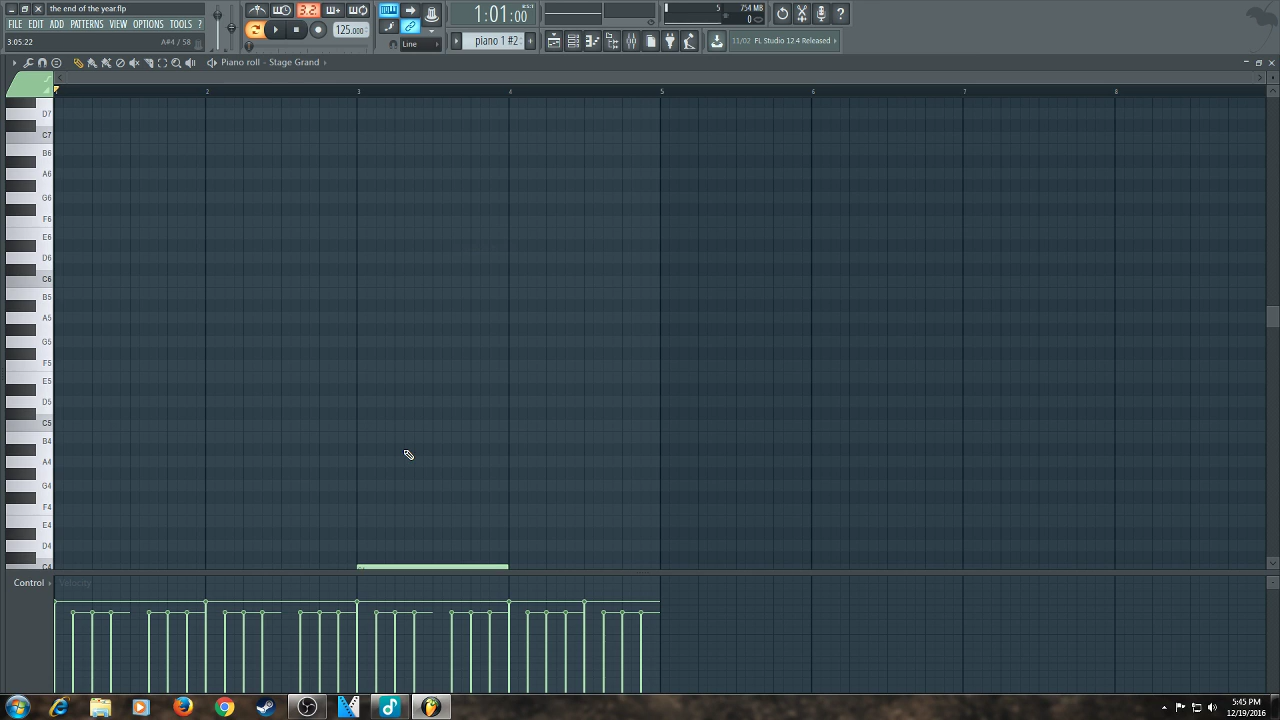 the end of the year.flp
FILE EDIT ADD PATTERNS VIEW OPTIONS TOOLS ?
3:05:22 A#4 / 58
3.2.
125.000
Line
1:01:00
piano 1 #2
5 754 MB
0
11/02 FL Studio 12.4 Released
Piano roll - Stage Grand
2 3 4 5 6 7 8
D7
C7
B6
A6
G6
F6
E6
D6
C6
B5
A5
G5
F5
E5
D5
C5
B4
A4
G4
F4
E4
D4
C4
Control
Velocity
5:45 PM
12/19/2016